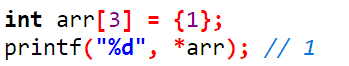 int arr[3] = {1};
printf("%d", *arr); // 1